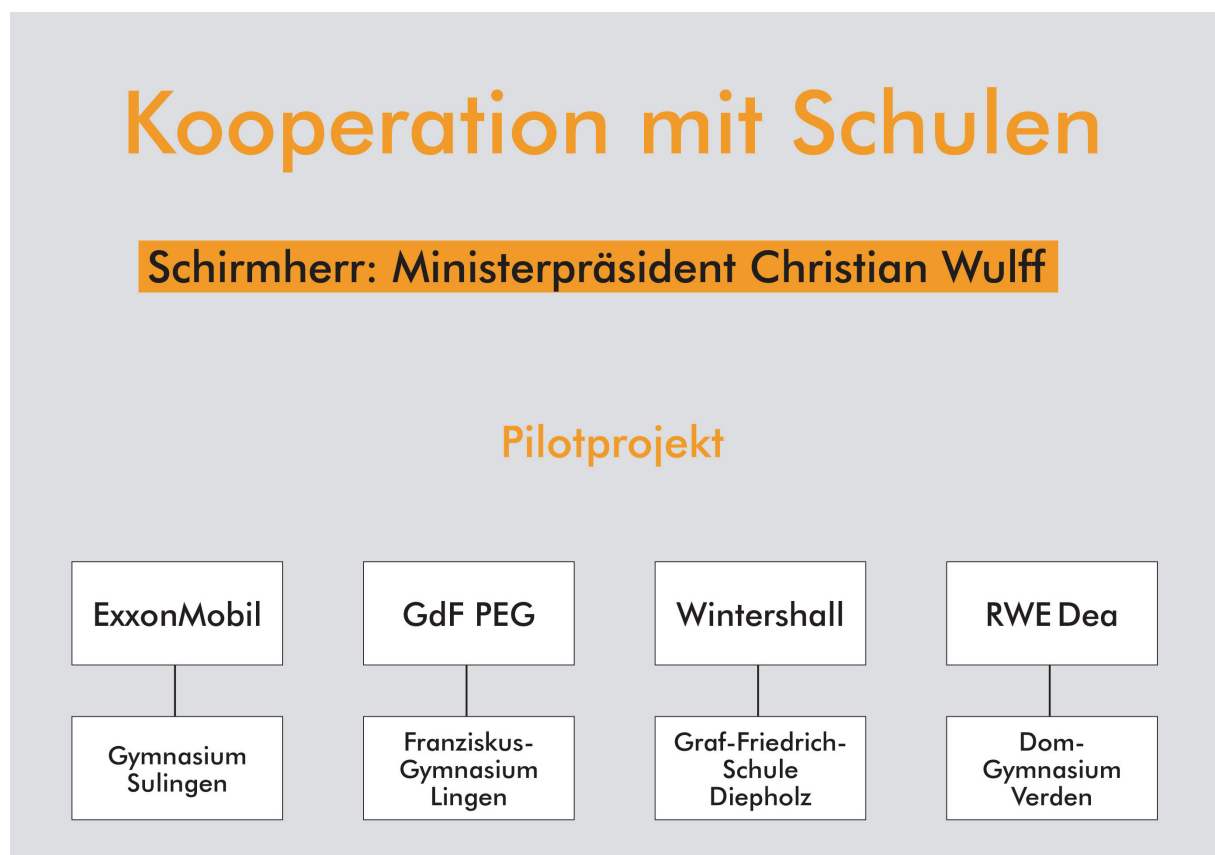 Kooperation mit Schulen
Schirmherr: Ministerpräsident Christian Wulff
Pilotprojekt
ExxonMobil
GdF PEG
Wintershall
RWE Dea
Gymnasium
Sulingen
Franziskus-
Gymnasium
Lingen
Graf-Friedrich-
Schule
Diepholz
Dom-
Gymnasium
Verden